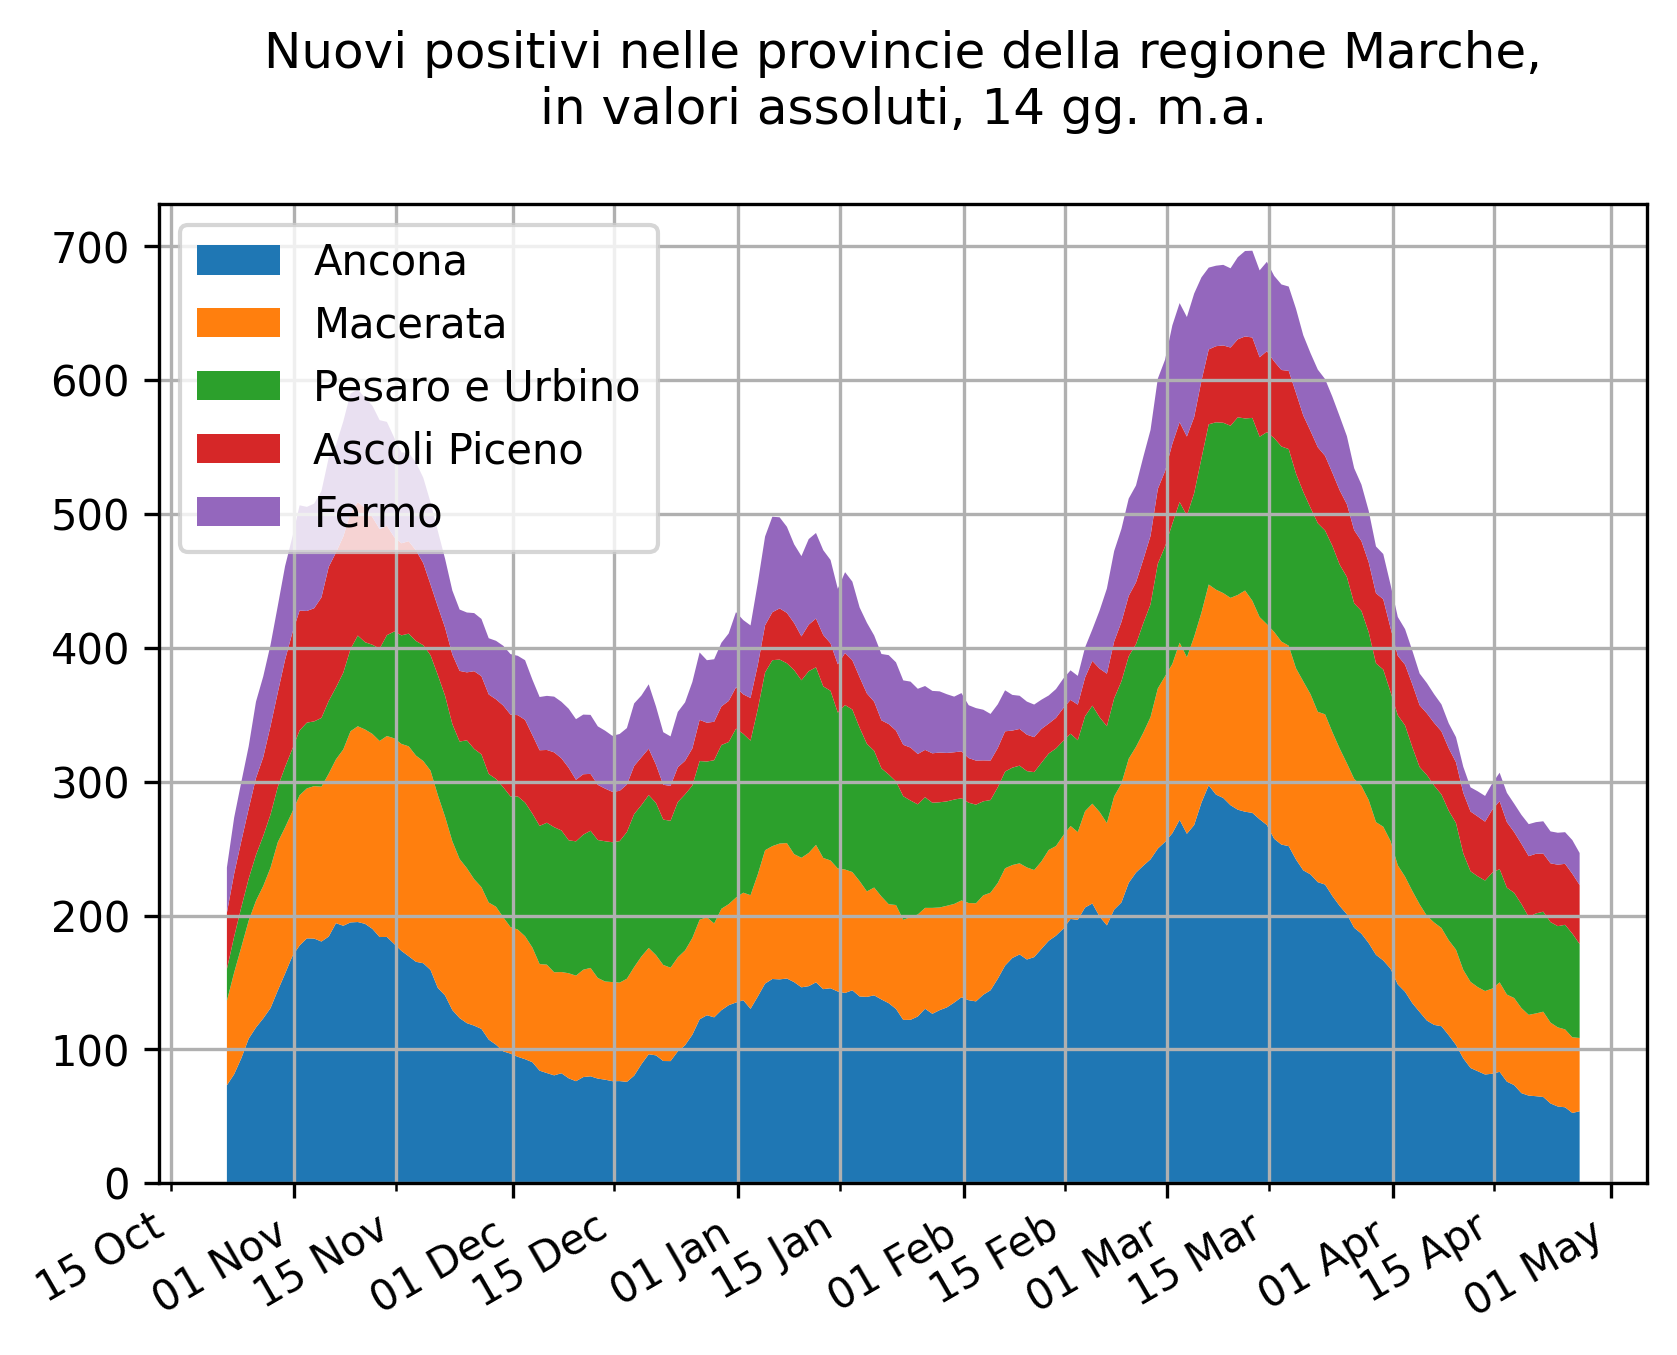 Nuovi positivi nelle provincie della regione Marche,
in valori assoluti, 14 gg. m.a.
700
600
500
400
300
200
100
0
Ancona
Macerata
Pesaro e Urbino
Ascoli Piceno
Fermo
15 Oct
01 Nov
15 Nov
01 Dec
15 Dec
01 Jan
15 Jan
01 Feb
15 Feb
01 Mar
15 Mar
01 Apr
15 Apr
01 May